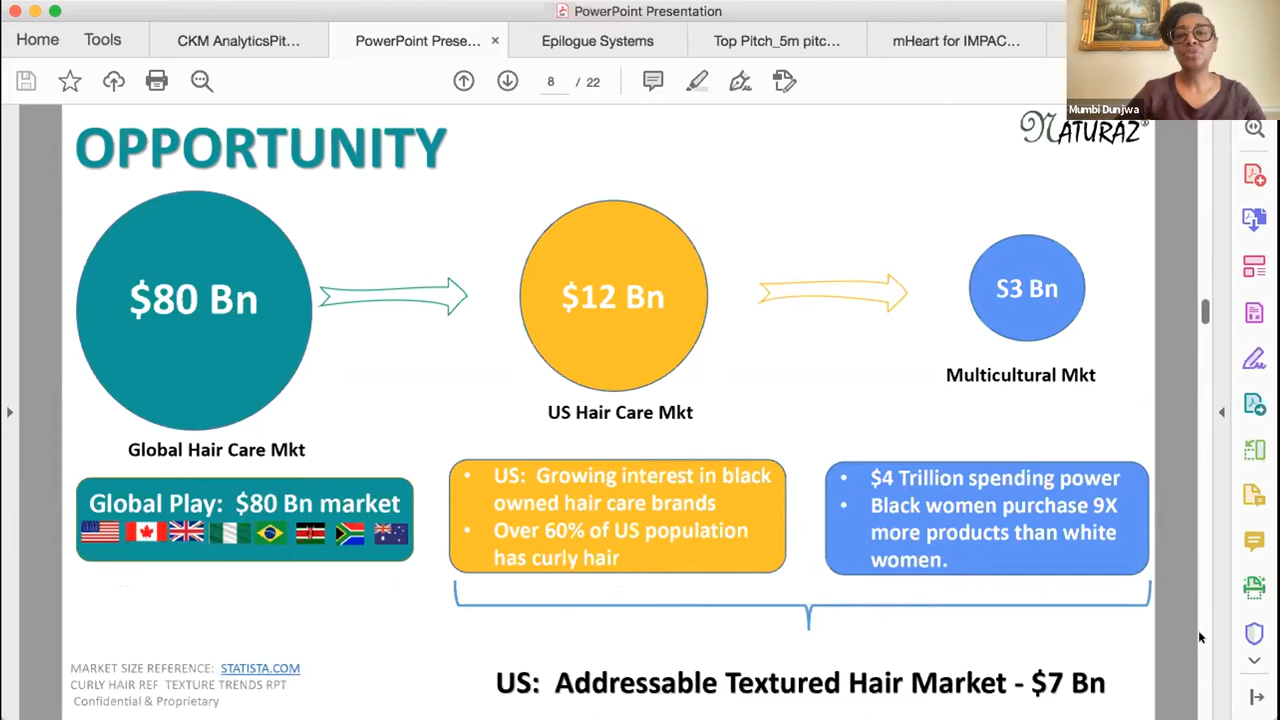 PowerPoint Presentation
Home
Tools
CKM AnalyticsPit...
PowerPoint Prese...
×
Epilogue Systems
Top Pitch_5m pitc...
mHeart for IMPAC...
8 / 22
Mumbi Dunjwa
OPPORTUNITY
NATURAZ®
$80 Bn
$12 Bn
S3 Bn
Multicultural Mkt
US Hair Care Mkt
Global Hair Care Mkt
Global Play: $80 Bn market
• US: Growing interest in black
owned hair care brands
• Over 60% of US population
has curly hair
• $4 Trillion spending power
• Black women purchase 9X
more products than white
women.
MARKET SIZE REFERENCE: STATISTA.COM
CURLY HAIR REF TEXTURE TRENDS RPT
Confidential & Proprietary
US: Addressable Textured Hair Market - $7 Bn